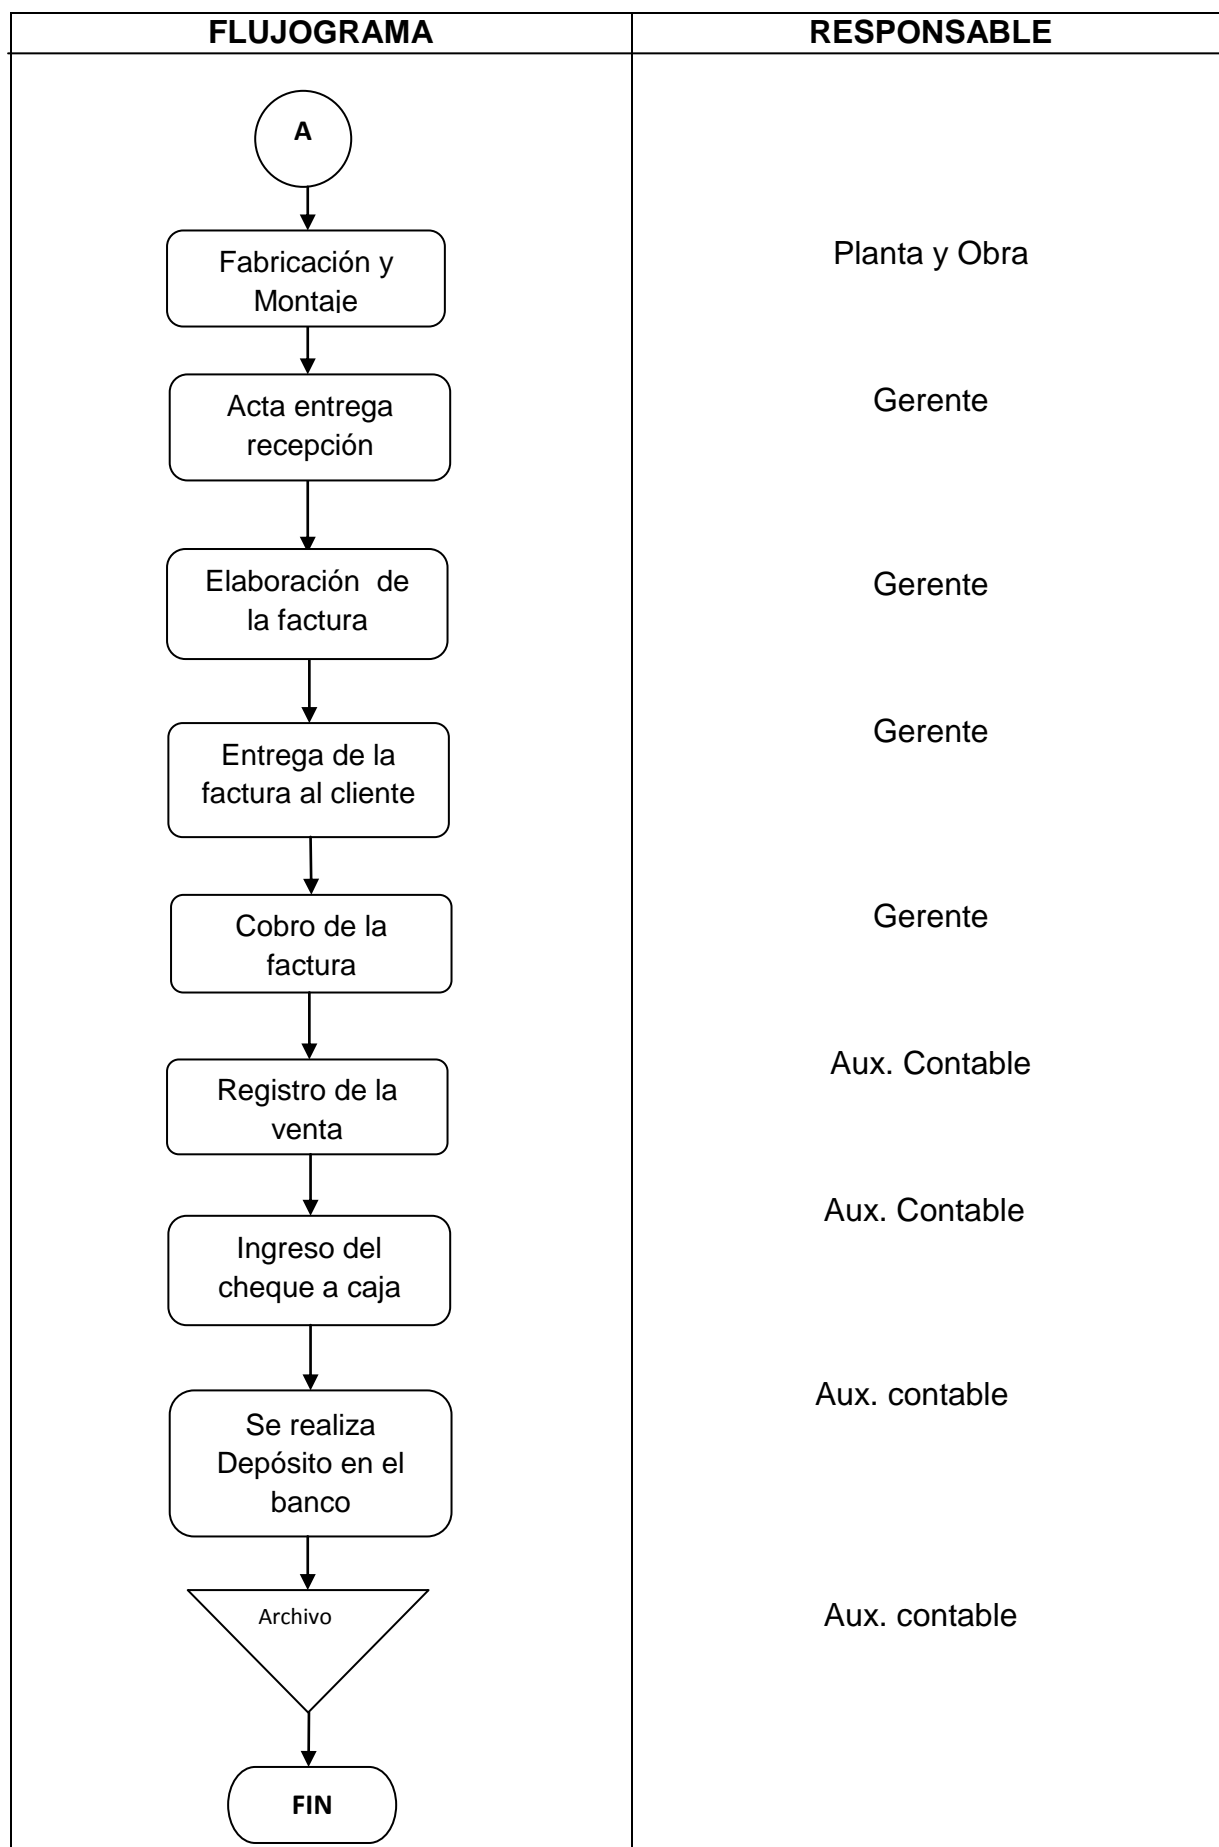 FLUJOGRAMA
RESPONSABLE
A
Fabricación y
Montaje
Planta y Obra
Acta entrega
recepción
Gerente
Elaboración de
la factura
Gerente
Entrega de la
factura al cliente
Gerente
Cobro de la
factura
Gerente
Registro de la
venta
Aux. Contable
Ingreso del
cheque a caja
Aux. Contable
Se realiza
Depósito en el
banco
Aux. contable
Archivo
Aux. contable
FIN